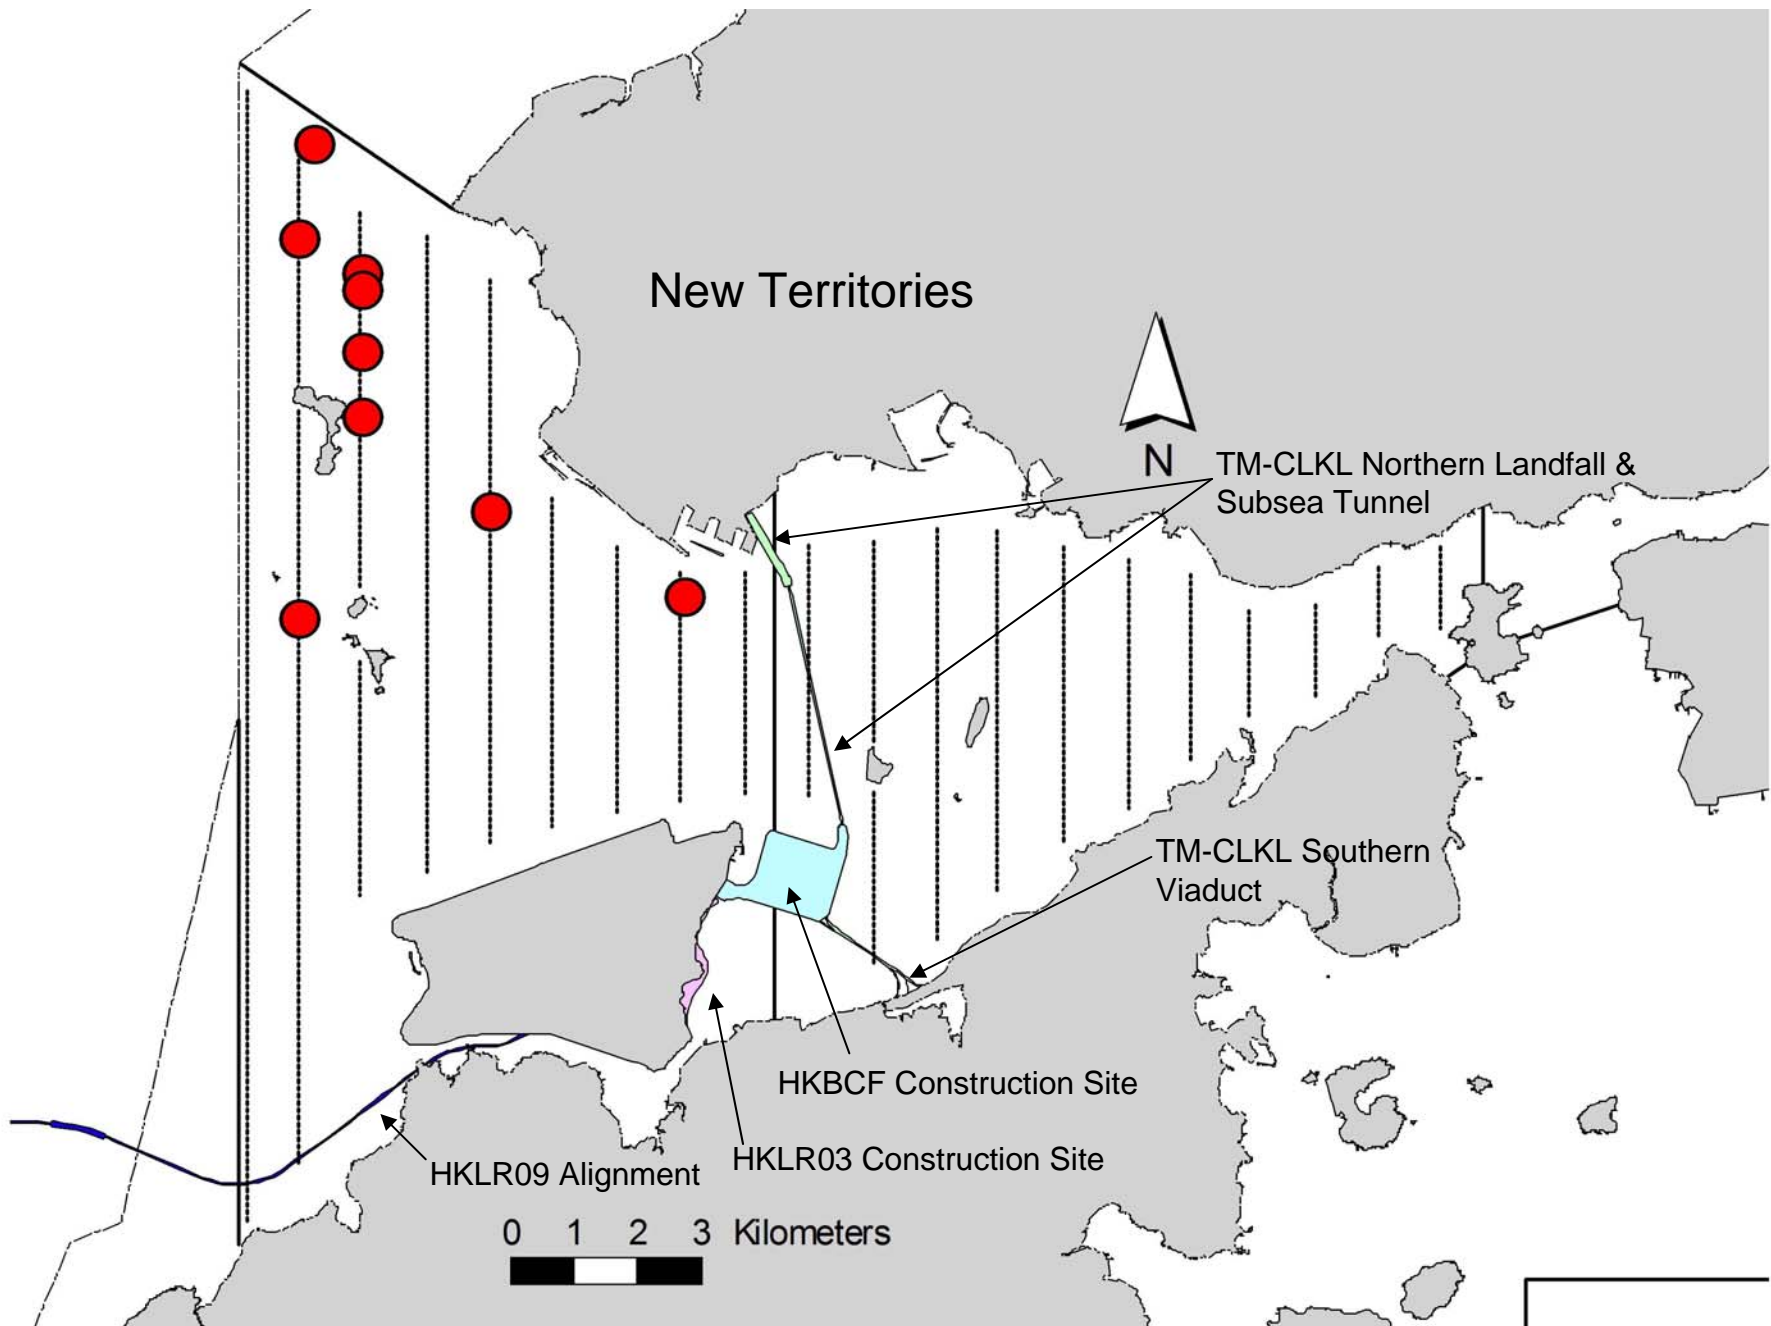 New Territories
N
TM-CLKL Northern Landfall &
Subsea Tunnel
TM-CLKL Southern
Viaduct
HKBCF Construction Site
HKLR03 Construction Site
HKLR09 Alignment
0 1 2 3 Kilometers